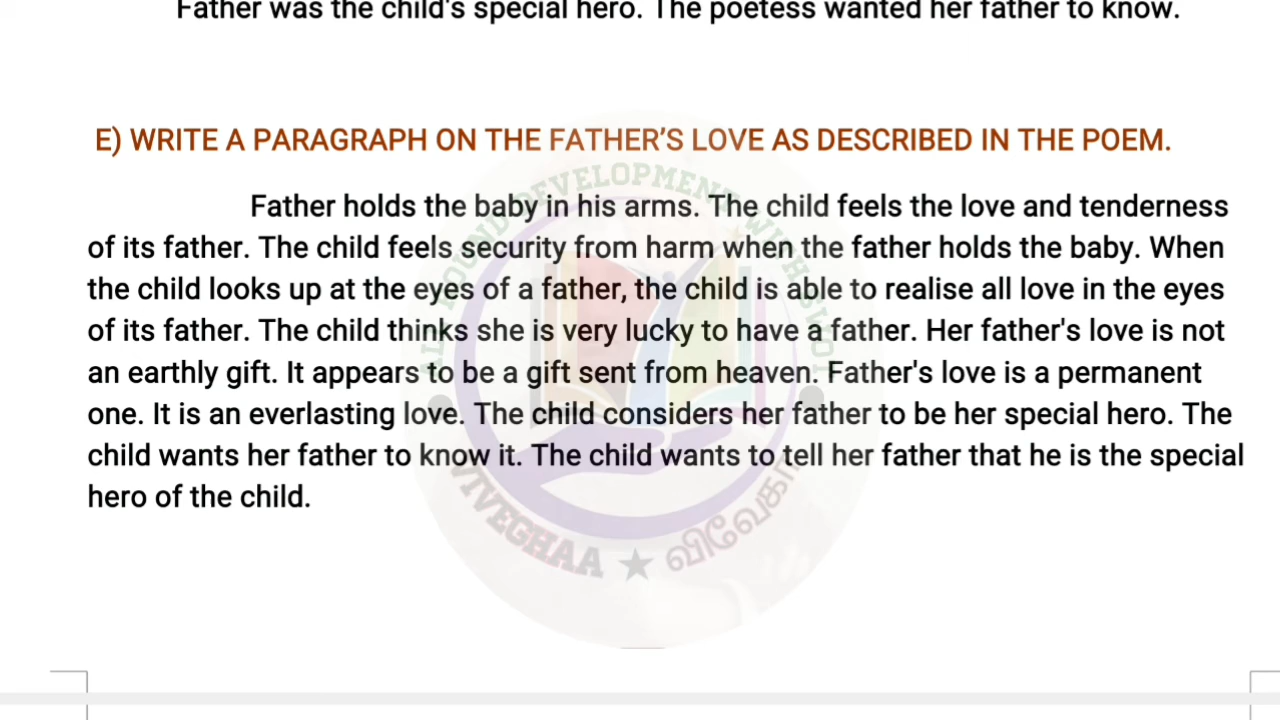 Father was the child's special hero. The poetess wanted her father to know.
E) WRITE A PARAGRAPH ON THE FATHER'S LOVE AS DESCRIBED IN THE POEM.
Father holds the baby in his arms. The child feels the love and tenderness
of its father. The child feels security from harm when the father holds the baby. When
the child looks up at the eyes of a father, the child is able to realise all love in the eyes
of its father. The child thinks she is very lucky to have a father. Her father's love is not
an earthly gift. It appears to be a gift sent from heaven. Father's love is a permanent
one. It is an everlasting love. The child considers her father to be her special hero. The
child wants her father to know it. The child wants to tell her father that he is the special
hero of the child.
ALL ROUND DEVELOPMENT WITH SWOT
VIVEGHAA ★ விவேகா